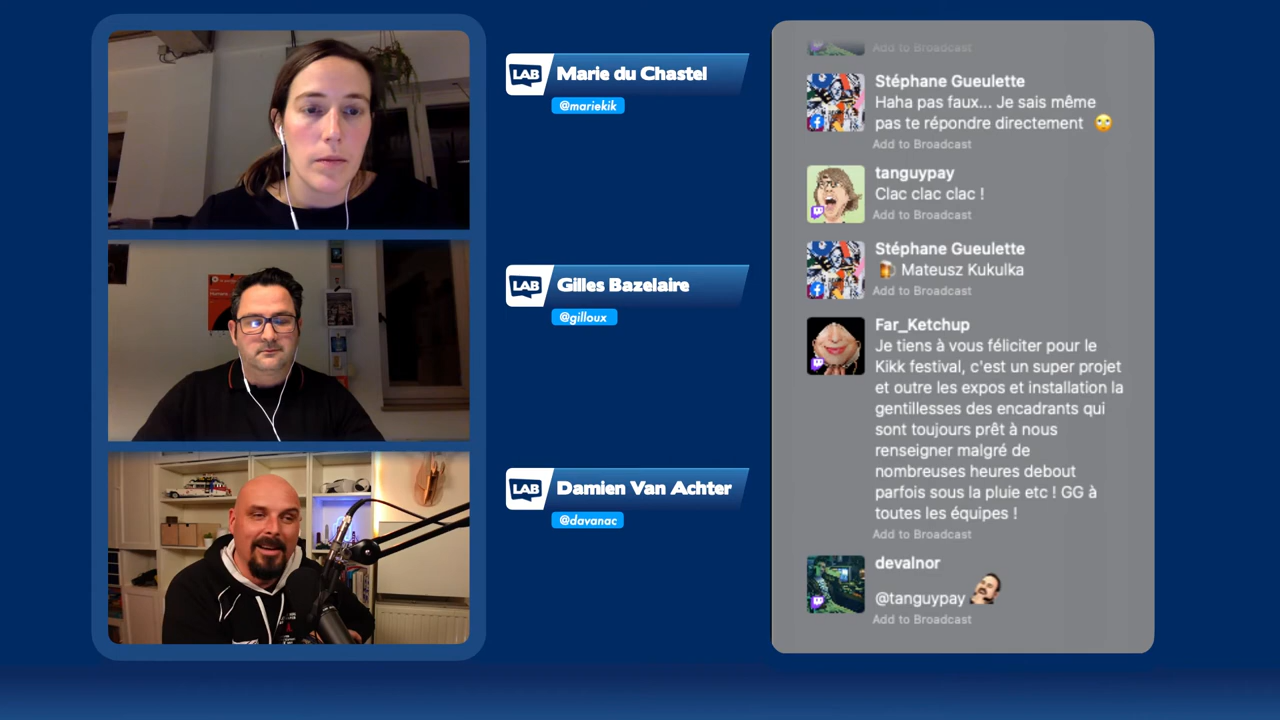 LAB
Marie du Chastel
@mariekik
LAB
Gilles Bazelaire
@gilloux
LAB
Damien Van Achter
@davanac
Add to Broadcast
Stéphane Gueulette
Haha pas faux... Je sais même
pas te répondre directement 🙄
Add to Broadcast
tanguypay
Clac clac clac !
Add to Broadcast
Stéphane Gueulette
🍺 Mateusz Kukulka
Add to Broadcast
Far_Ketchup
Je tiens à vous féliciter pour le
Kikk festival, c'est un super projet
et outre les expos et installation la
gentillesses des encadrants qui
sont toujours prêt à nous
renseigner malgré de
nombreuses heures debout
parfois sous la pluie etc ! GG à
toutes les équipes !
Add to Broadcast
devalnor
@tanguypay
Add to Broadcast